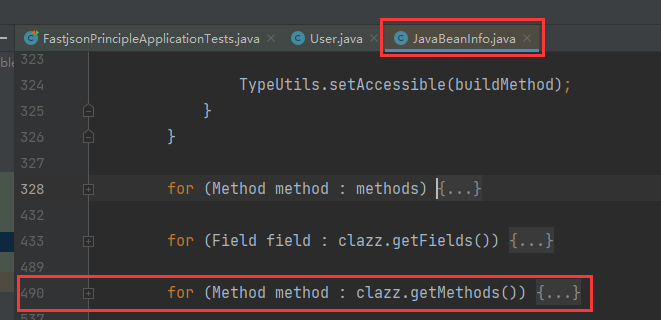 FastjsonPrincipleApplicationTests.java × User.java × JavaBeanInfo.java ×
323
324 TypeUtils.setAccessible(buildMethod);
325 }
326 }
327
328 for (Method method : methods) {...}
432
433 for (Field field : clazz.getFields()) {...}
489
490 for (Method method : clazz.getMethods()) {...}
537